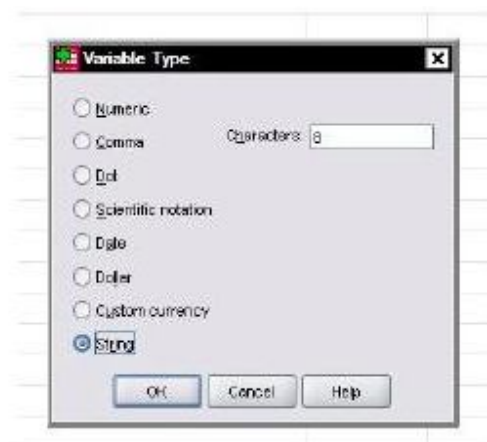 Variable Type
Numeric
Comma
Characters: 8
Dot
Scientific notation
Date
Dollar
Custom currency
String
OK Cancel Help